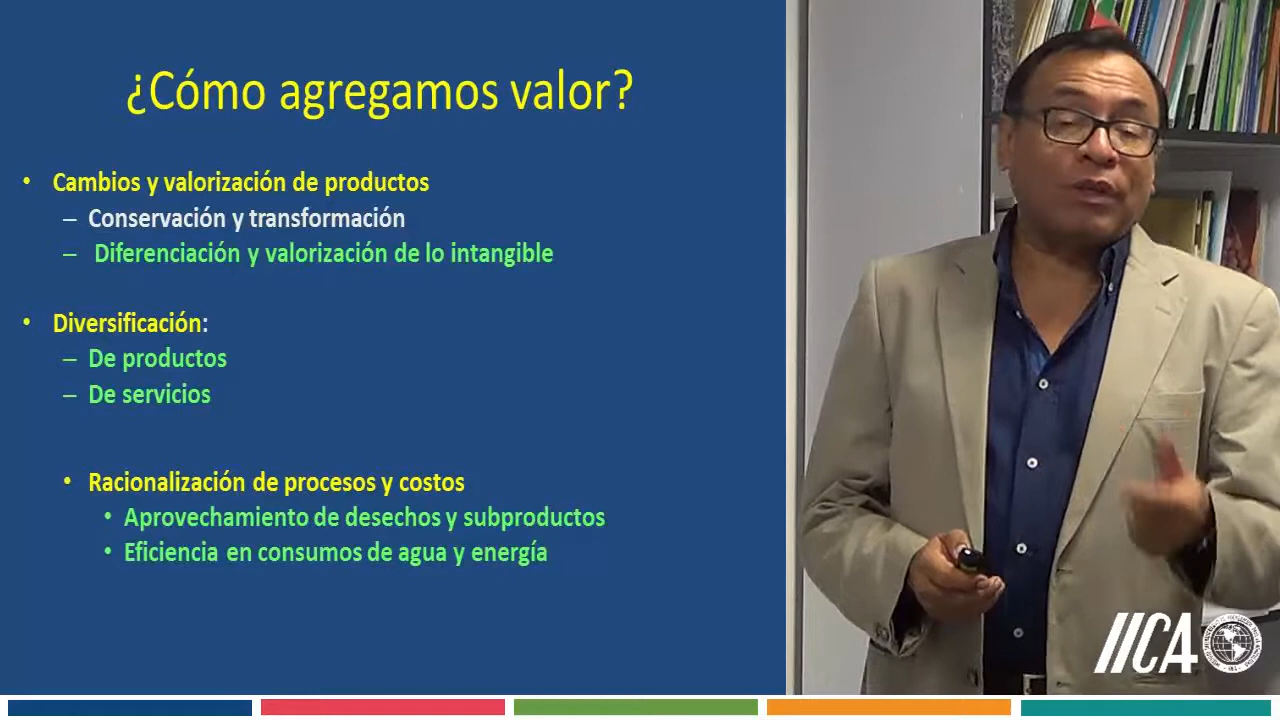 ¿Cómo agregamos valor?
• Cambios y valorización de productos
– Conservación y transformación
– Diferenciación y valorización de lo intangible
• Diversificación:
– De productos
– De servicios
• Racionalización de procesos y costos
• Aprovechamiento de desechos y subproductos
• Eficiencia en consumos de agua y energía
IICA